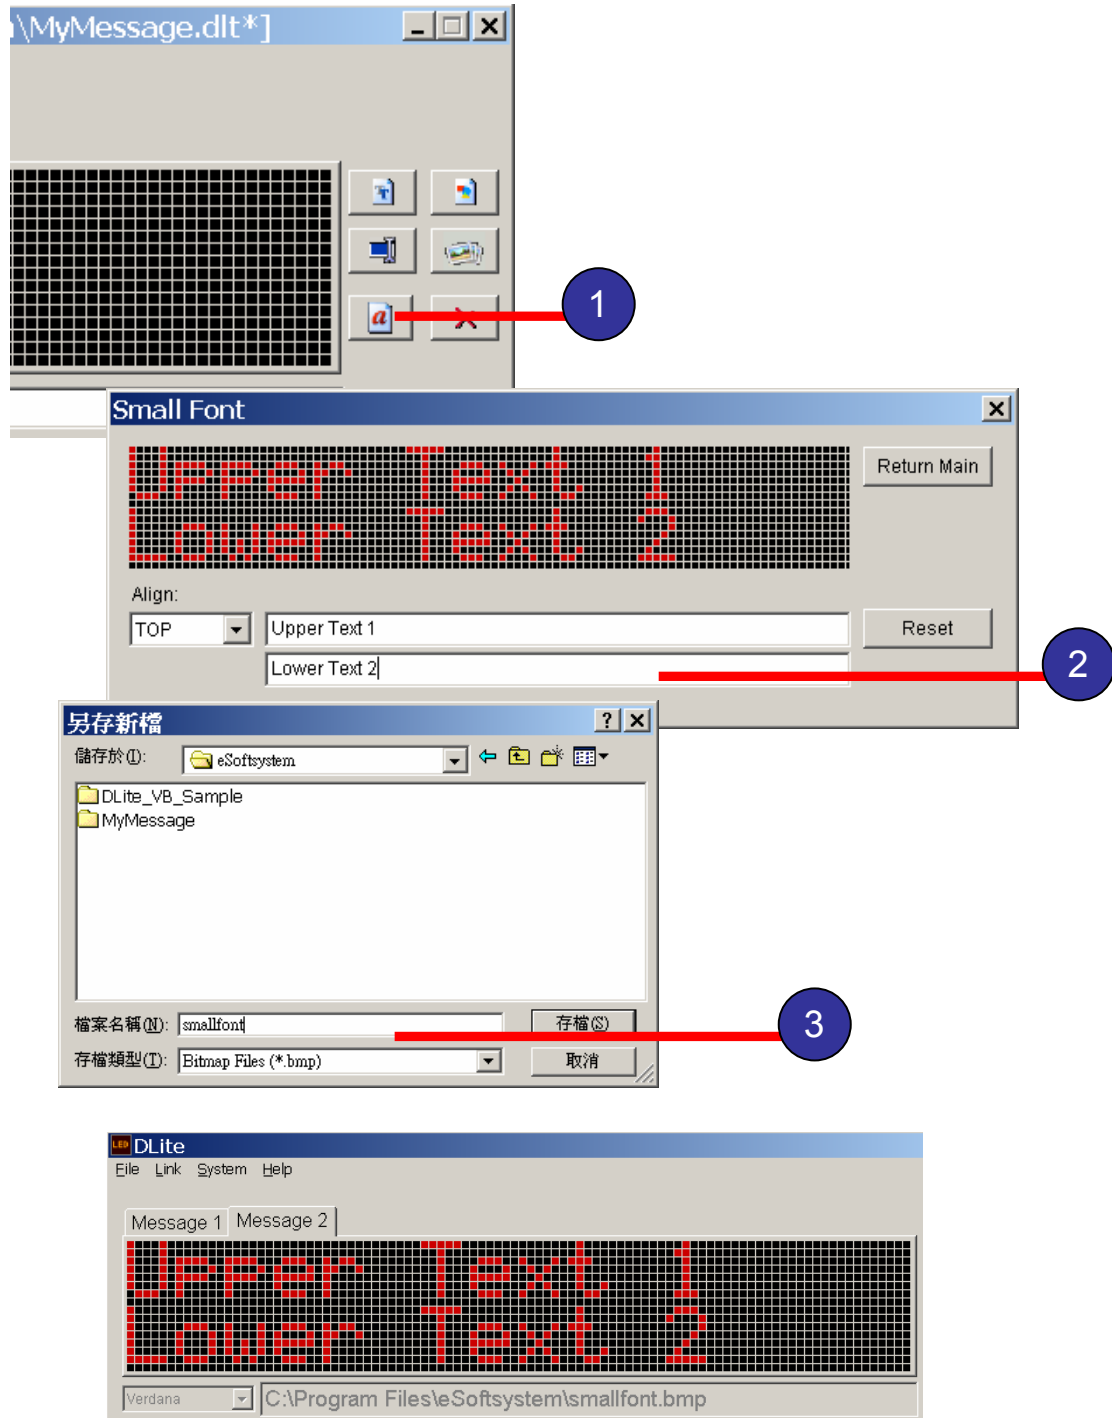 \MyMessage.dlt*]
a
1
Small Font
Upper Text 1
Lower Text 2
Return Main
Align:
TOP
Upper Text 1
Reset
Lower Text 2
2
另存新檔
儲存於(I):
eSoftsystem
DLite_VB_Sample
MyMessage
檔案名稱(N):
smallfont
存檔(S)
3
存檔類型(T):
Bitmap Files (*.bmp)
取消
LED DLite
File Link System Help
Message 1 Message 2
Upper Text 1
Lower Text 2
Verdana
C:\Program Files\eSoftsystem\smallfont.bmp